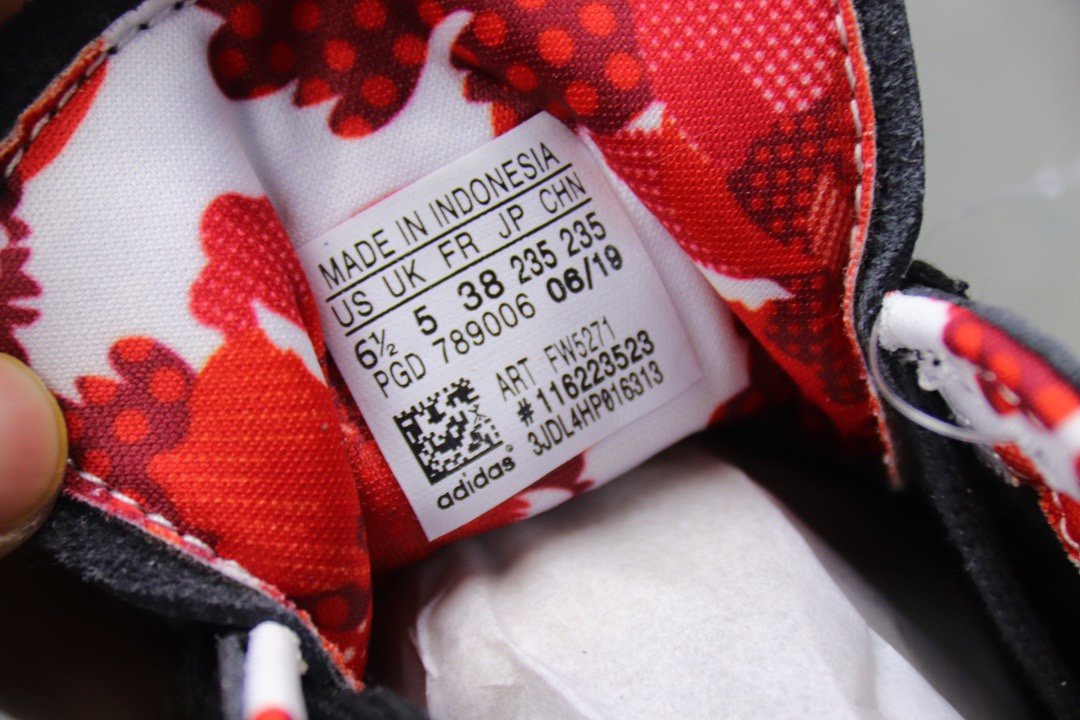 MADE IN INDONESIA
US UK FR JP CHN
6½ 5 38 235 235
PGD 789006 06/19
ART FW5271
#116223523
3JDL4HP016313
adidas